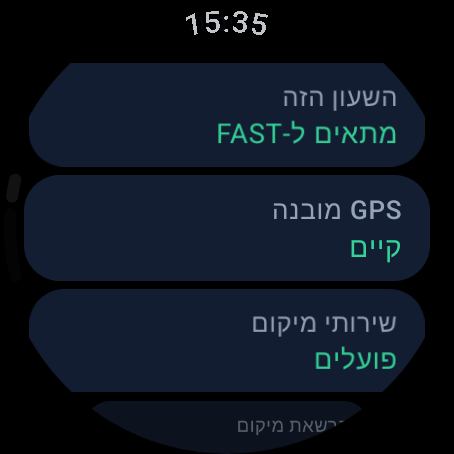 15:35
השעון הזה
מתאים ל-FAST
GPS מובנה
קיים
שירותי מיקום
פועלים
הרשאת מיקום